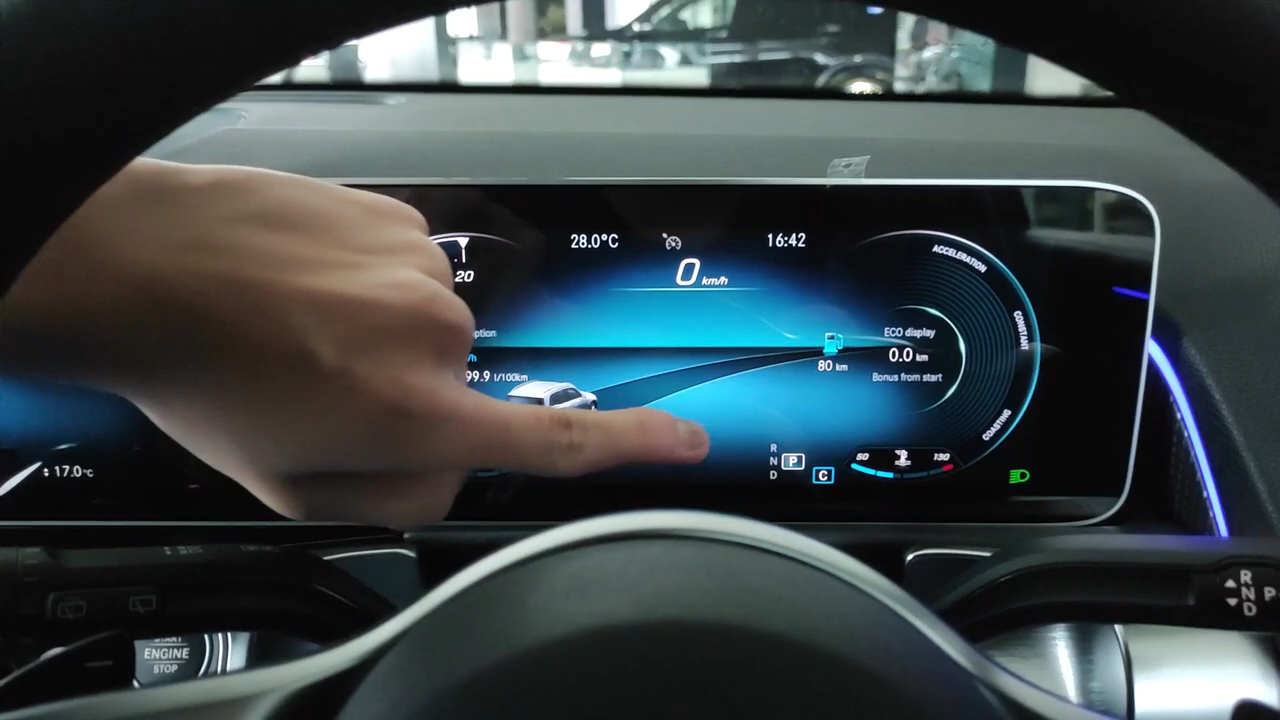 28.0°C
16:42
20
0 km/h
ACCELERATION
CONSTANT
COASTING
ption
/h
99.9 l/100km
80 km
ECO display
0.0 km
Bonus from start
R
N
P
D
C
50
130
17.0°C
START
ENGINE
STOP
R
N
P
D